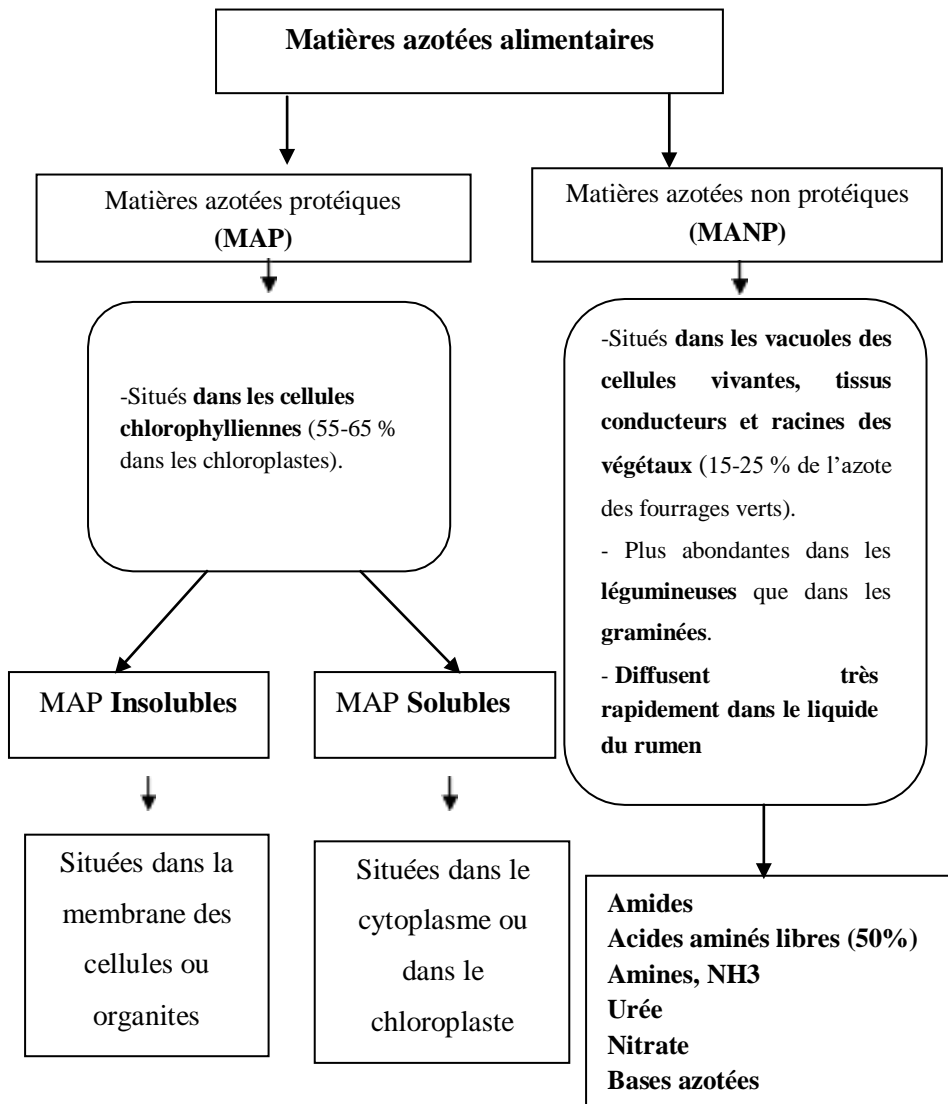 Matières azotées alimentaires
Matières azotées protéiques
(MAP)
Matières azotées non protéiques
(MANP)
-Situés dans les cellules
chlorophylliennes (55-65 %
dans les chloroplastes).
-Situés dans les vacuoles des
cellules vivantes, tissus
conducteurs et racines des
végétaux (15-25 % de l’azote
des fourrages verts).
- Plus abondantes dans les
légumineuses que dans les
graminées.
- Diffusent très
rapidement dans le liquide
du rumen
MAP Insolubles
MAP Solubles
Situées dans la
membrane des
cellules ou
organites
Situées dans le
cytoplasme ou
dans le
chloroplaste
Amides
Acides aminés libres (50%)
Amines, NH3
Urée
Nitrate
Bases azotées